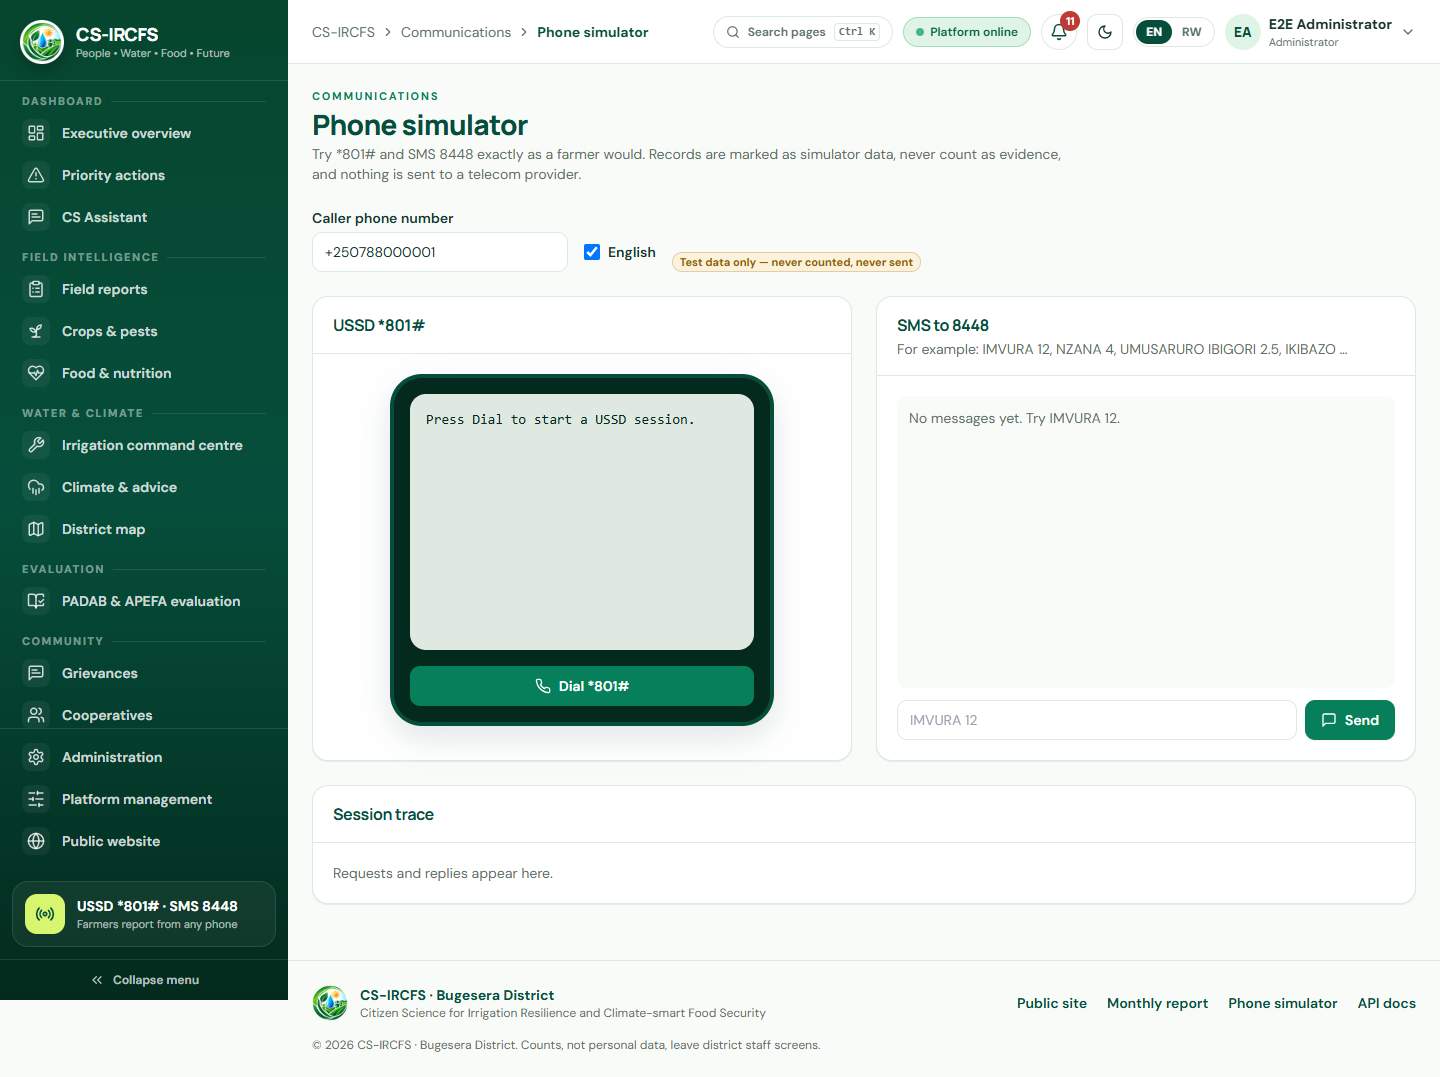 CS-IRCFS
People • Water • Food • Future
DASHBOARD
Executive overview
Priority actions
CS Assistant
FIELD INTELLIGENCE
Field reports
Crops & pests
Food & nutrition
WATER & CLIMATE
Irrigation command centre
Climate & advice
District map
EVALUATION
PADAB & APEFA evaluation
COMMUNITY
Grievances
Cooperatives
Administration
Platform management
Public website
USSD *801# · SMS 8448
Farmers report from any phone
Collapse menu
CS-IRCFS > Communications > Phone simulator
Search pages Ctrl K
Platform online
11
EN RW
EA
E2E Administrator
Administrator
COMMUNICATIONS
Phone simulator
Try *801# and SMS 8448 exactly as a farmer would. Records are marked as simulator data, never count as evidence,
and nothing is sent to a telecom provider.
Caller phone number
+250788000001
English
Test data only — never counted, never sent
USSD *801#
Press Dial to start a USSD session.
Dial *801#
SMS to 8448
For example: IMVURA 12, NZANA 4, UMUSARURO IBIGORI 2.5, IKIBAZO ...
No messages yet. Try IMVURA 12.
IMVURA 12
Send
Session trace
Requests and replies appear here.
CS-IRCFS · Bugesera District
Citizen Science for Irrigation Resilience and Climate-smart Food Security
Public site Monthly report Phone simulator API docs
© 2026 CS-IRCFS · Bugesera District. Counts, not personal data, leave district staff screens.